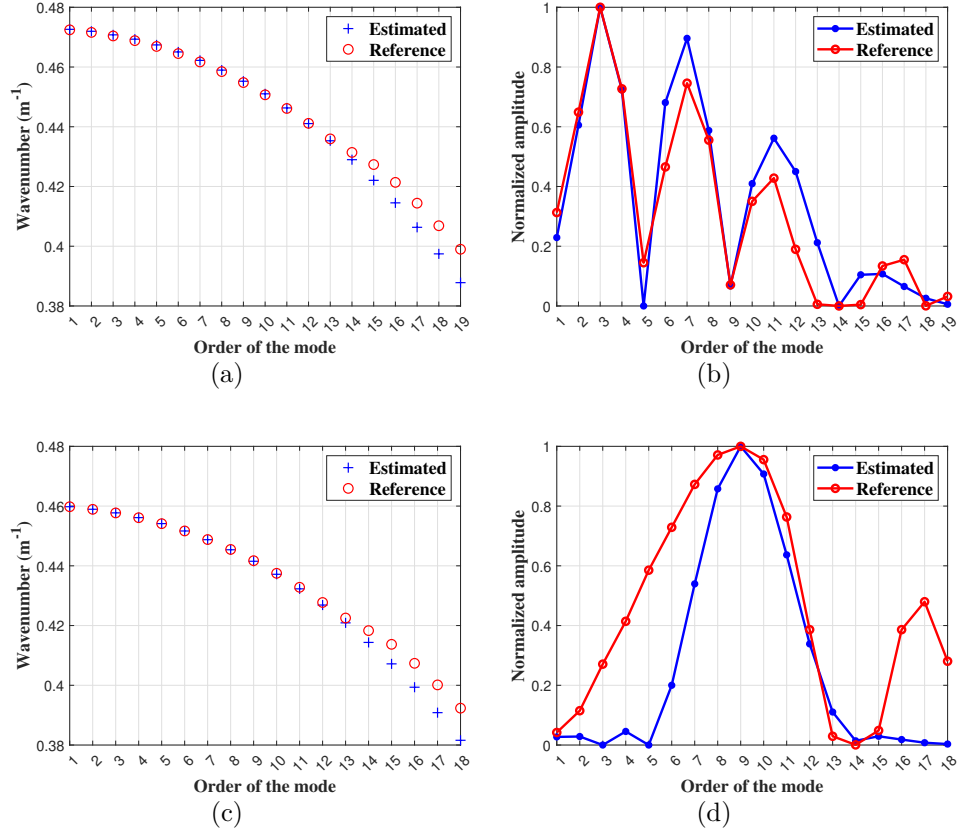 0.48
0.46
0.44
0.42
0.4
0.38
Wavenumber (m⁻¹)
Estimated
Reference
1 2 3 4 5 6 7 8 9 10 11 12 13 14 15 16 17 18 19
Order of the mode
(a)
1
0.8
0.6
0.4
0.2
0
Normalized amplitude
Estimated
Reference
1 2 3 4 5 6 7 8 9 10 11 12 13 14 15 16 17 18 19
Order of the mode
(b)
0.48
0.46
0.44
0.42
0.4
0.38
Wavenumber (m⁻¹)
Estimated
Reference
1 2 3 4 5 6 7 8 9 10 11 12 13 14 15 16 17 18
Order of the mode
(c)
1
0.8
0.6
0.4
0.2
0
Normalized amplitude
Estimated
Reference
1 2 3 4 5 6 7 8 9 10 11 12 13 14 15 16 17 18
Order of the mode
(d)